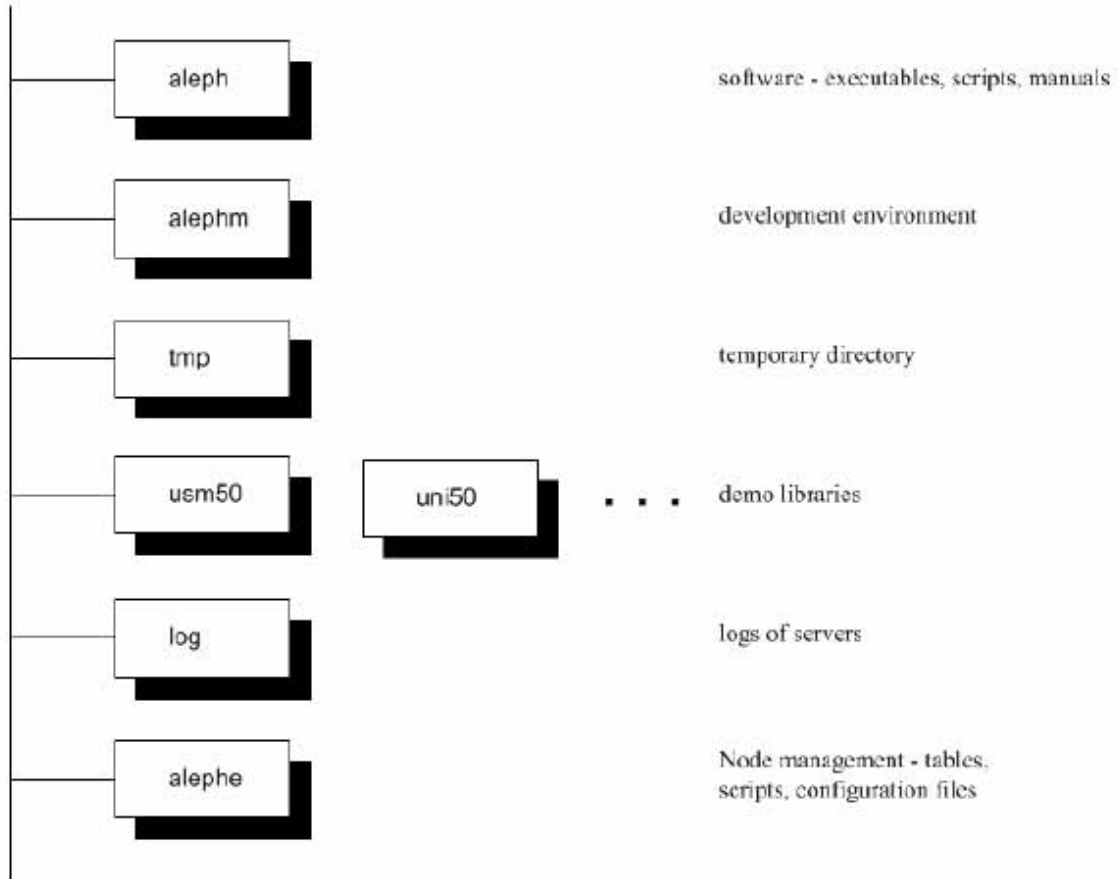 aleph software - executables, scripts, manuals
alephm development environment
tmp temporary directory
usm50 uni50 . . . demo libraries
log logs of servers
alephe Node management - tables,
scripts, configuration files